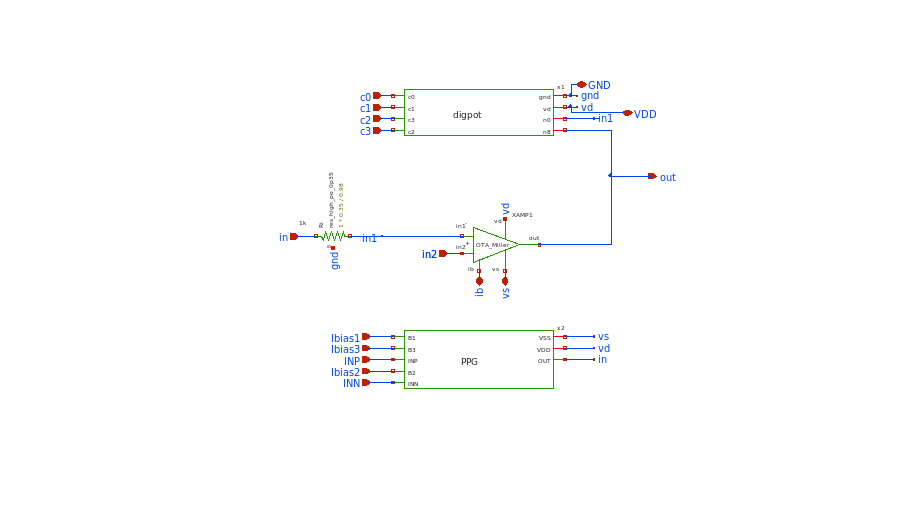 x1
GND
c0 c0 gnd gnd
c1 c1 vd vd
VDD
c2 c3 n0 in1
c3 c2 n8
digpot
out
res_high_po_0p35
1 * 0.35 / 0.98
1k
Ri
in
in1
gnd
in1-
in2+
in2
OTA_Miller
XAMP1
vd
vd
out
ib
vs
ib
vs
x2
Ibias1 B1 VSS vs
Ibias3 B3 VDD vd
INP INP OUT in
Ibias2 B2
INN INN
PPG